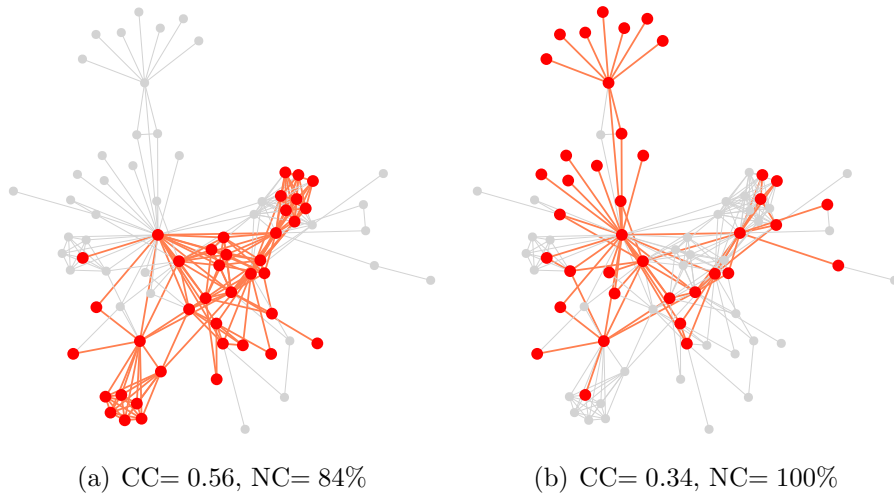 (a) CC= 0.56, NC= 84%
(b) CC= 0.34, NC= 100%